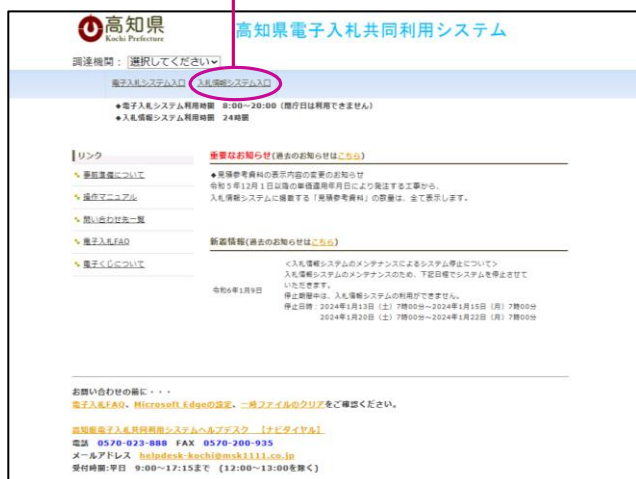 高知県
Kochi Prefecture
高知県電子入札共同利用システム
調達機関： 選択してください
電子入札システム入口 入札情報システム入口
◆電子入札システム利用時間 8:00～20:00（閉庁日は利用できません）
◆入札情報システム利用時間 24時間
リンク
事前準備について
操作マニュアル
問い合わせ先一覧
電子入札FAQ
電子くじについて
重要なお知らせ(過去のお知らせはこちら)
◆見積参考資料の表示内容の変更のお知らせ
令和5年12月1日以降の単価適用年月日により発注する工事から、
入札情報システムに掲載する「見積参考資料」の数量は、全て表示します。
新着情報(過去のお知らせはこちら)
令和6年1月9日
＜入札情報システムのメンテナンスによるシステム停止について＞
入札情報システムのメンテナンスのため、下記日程でシステムを停止させて
いただきます。
停止期間中は、入札情報システムの利用ができません。
停止日時：2024年1月13日（土）7時00分～2024年1月15日（月）7時00分
2024年1月20日（土）7時00分～2024年1月22日（月）7時00分
お問い合わせの前に・・・
電子入札FAQ、Microsoft Edgeの設定、一時ファイルのクリアをご確認ください。
高知県電子入札共同利用システムヘルプデスク 【ナビダイヤル】
電話 0570-023-888 FAX 0570-200-935
メールアドレス helpdesk-kochi@msk1111.co.jp
受付時間:平日 9:00～17:15まで (12:00～13:00を除く)